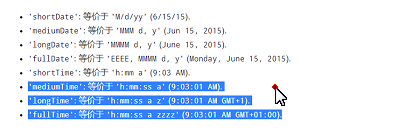 'shortDate': 等价于 'M/d/yy' (6/15/15).
'mediumDate': 等价于 'MMM d, y' (Jun 15, 2015).
'longDate': 等价于 'MMMM d, y' (June 15, 2015).
'fullDate': 等价于 'EEEE, MMMM d, y' (Monday, June 15, 2015).
'shortTime': 等价于 'h:mm a' (9:03 AM).
'mediumTime': 等价于 'h:mm:ss a' (9:03:01 AM).
'longTime': 等价于 'h:mm:ss a z' (9:03:01 AM GMT+1).
'fullTime': 等价于 'h:mm:ss a zzzz' (9:03:01 AM GMT+01:00).